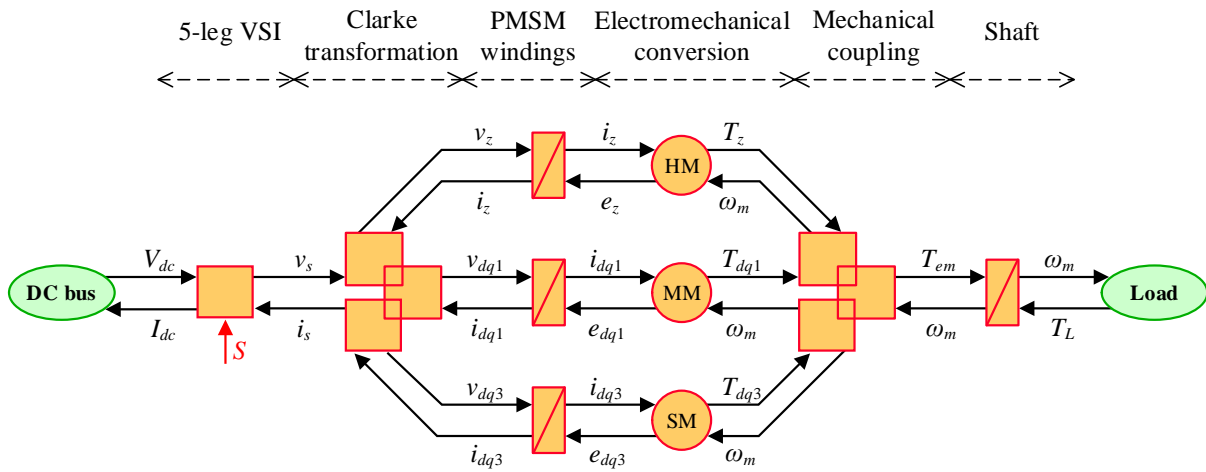 5-leg VSI
Clarke
transformation
PMSM
windings
Electromechanical
conversion
Mechanical
coupling
Shaft
v_z
i_z
T_z
HM
i_z
e_z
ω_m
V_dc
v_s
v_dq1
i_dq1
T_dq1
T_em
ω_m
DC bus
MM
Load
I_dc
i_s
i_dq1
e_dq1
ω_m
ω_m
T_L
S
v_dq3
i_dq3
T_dq3
SM
i_dq3
e_dq3
ω_m